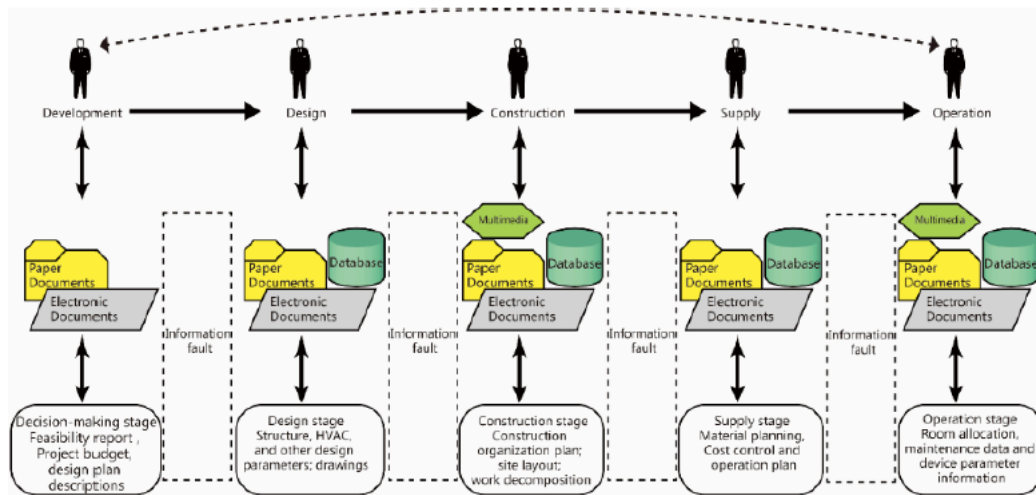 Development
Design
Construction
Supply
Operation
Multimedia
Multimedia
Paper
Documents
Electronic
Documents
Paper
Documents
Database
Electronic
Documents
Paper
Documents
Database
Electronic
Documents
Paper
Documents
Database
Electronic
Documents
Paper
Documents
Database
Electronic
Documents
Information
fault
Information
fault
Information
fault
Information
fault
Decision-making stage
Feasibility report ,
Project budget,
design plan
descriptions
Design stage
Structure, HVAC,
and other design
parameters; drawings
Construction stage
Construction
organization plan;
site layout;
work decomposition
Supply stage
Material planning,
Cost control and
operation plan
Operation stage
Room allocation,
maintenance data and
device parameter
information